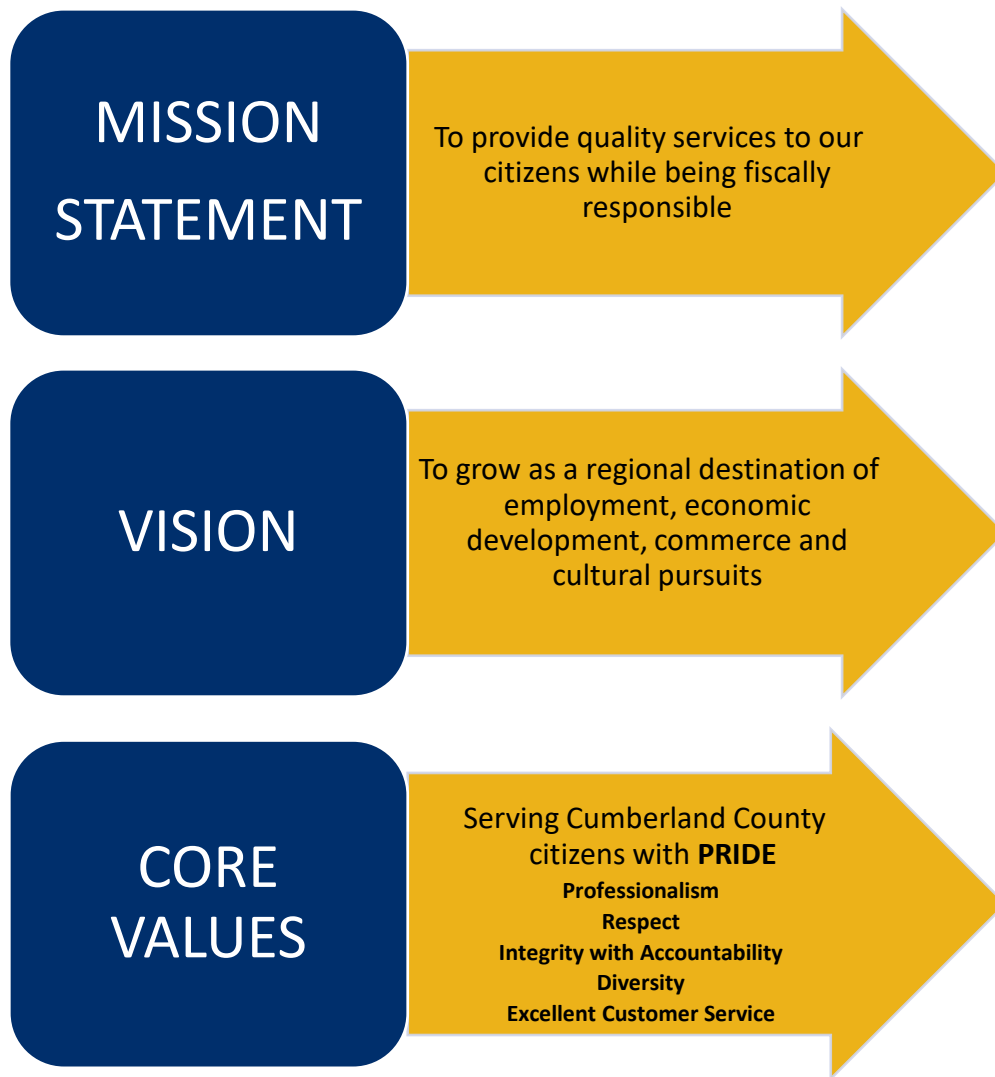 MISSION
STATEMENT
To provide quality services to our
citizens while being fiscally
responsible
VISION
To grow as a regional destination of
employment, economic
development, commerce and
cultural pursuits
CORE
VALUES
Serving Cumberland County
citizens with PRIDE
Professionalism
Respect
Integrity with Accountability
Diversity
Excellent Customer Service